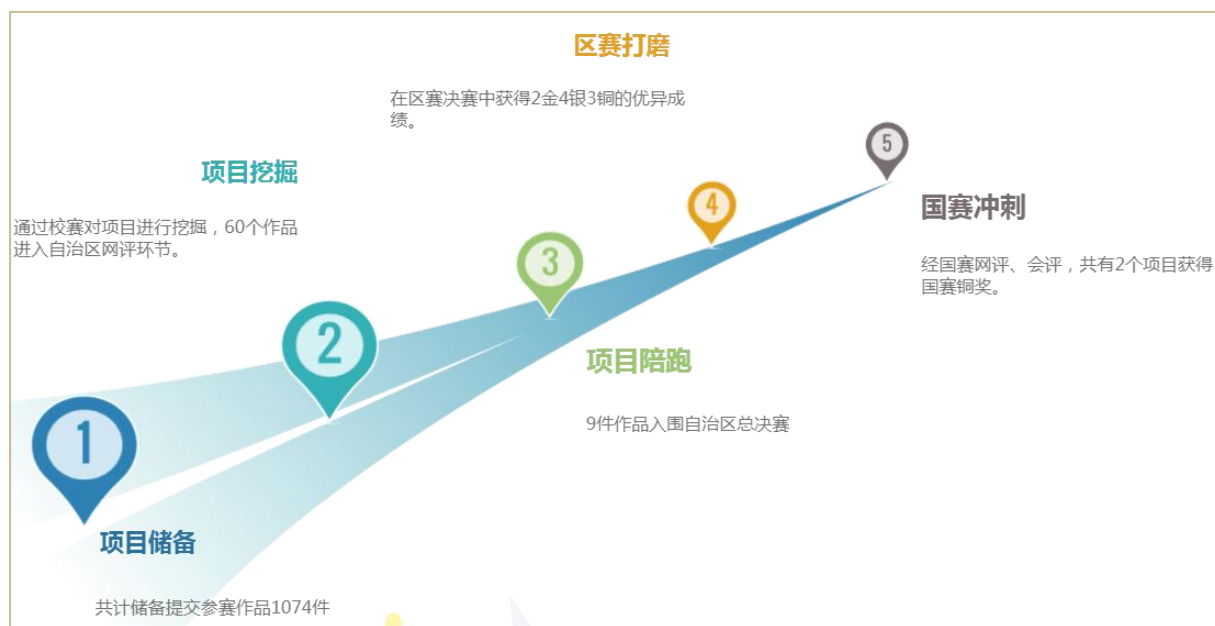 区赛打磨
在区赛决赛中获得2金4银3铜的优异成
绩。
5
项目挖掘
4
国赛冲刺
通过校赛对项目进行挖掘，60个作品
进入自治区网评环节。
3
经国赛网评、会评，共有2个项目获得
国赛铜奖。
2
项目陪跑
1
9件作品入围自治区总决赛
项目储备
共计储备提交参赛作品1074件